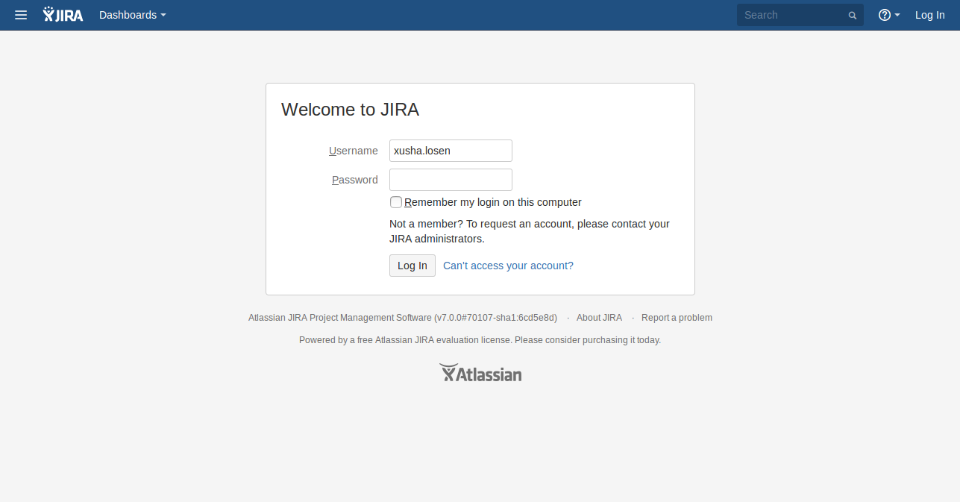 JIRA Dashboards Search Log In
Welcome to JIRA
Username xusha.losen
Password
Remember my login on this computer
Not a member? To request an account, please contact your
JIRA administrators.
Log In Can't access your account?
Atlassian JIRA Project Management Software (v7.0.0#70107-sha1:6cd5e8d) · About JIRA · Report a problem
Powered by a free Atlassian JIRA evaluation license. Please consider purchasing it today.
Atlassian